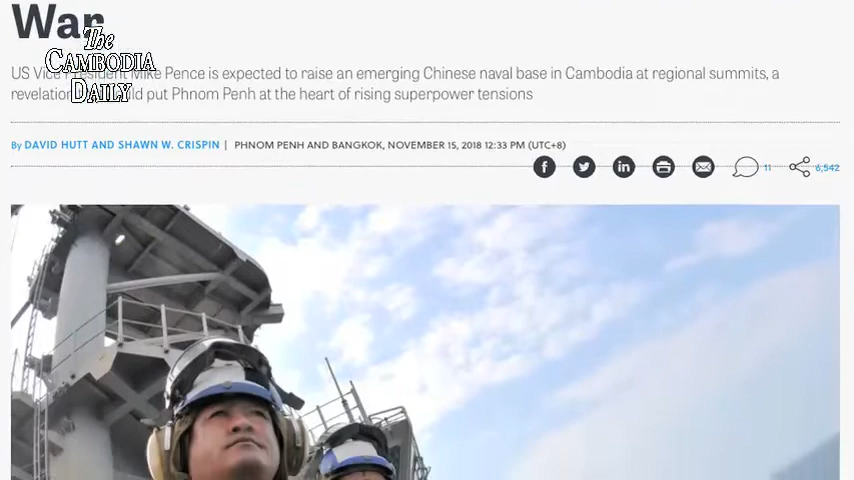 War
The
CAMBODIA
DAILY
US Vice President Mike Pence is expected to raise an emerging Chinese naval base in Cambodia at regional summits, a
revelation put Phnom Penh at the heart of rising superpower tensions
By DAVID HUTT AND SHAWN W. CRISPIN | PHNOM PENH AND BANGKOK, NOVEMBER 15, 2018 12:33 PM (UTC+8)
11
6,542